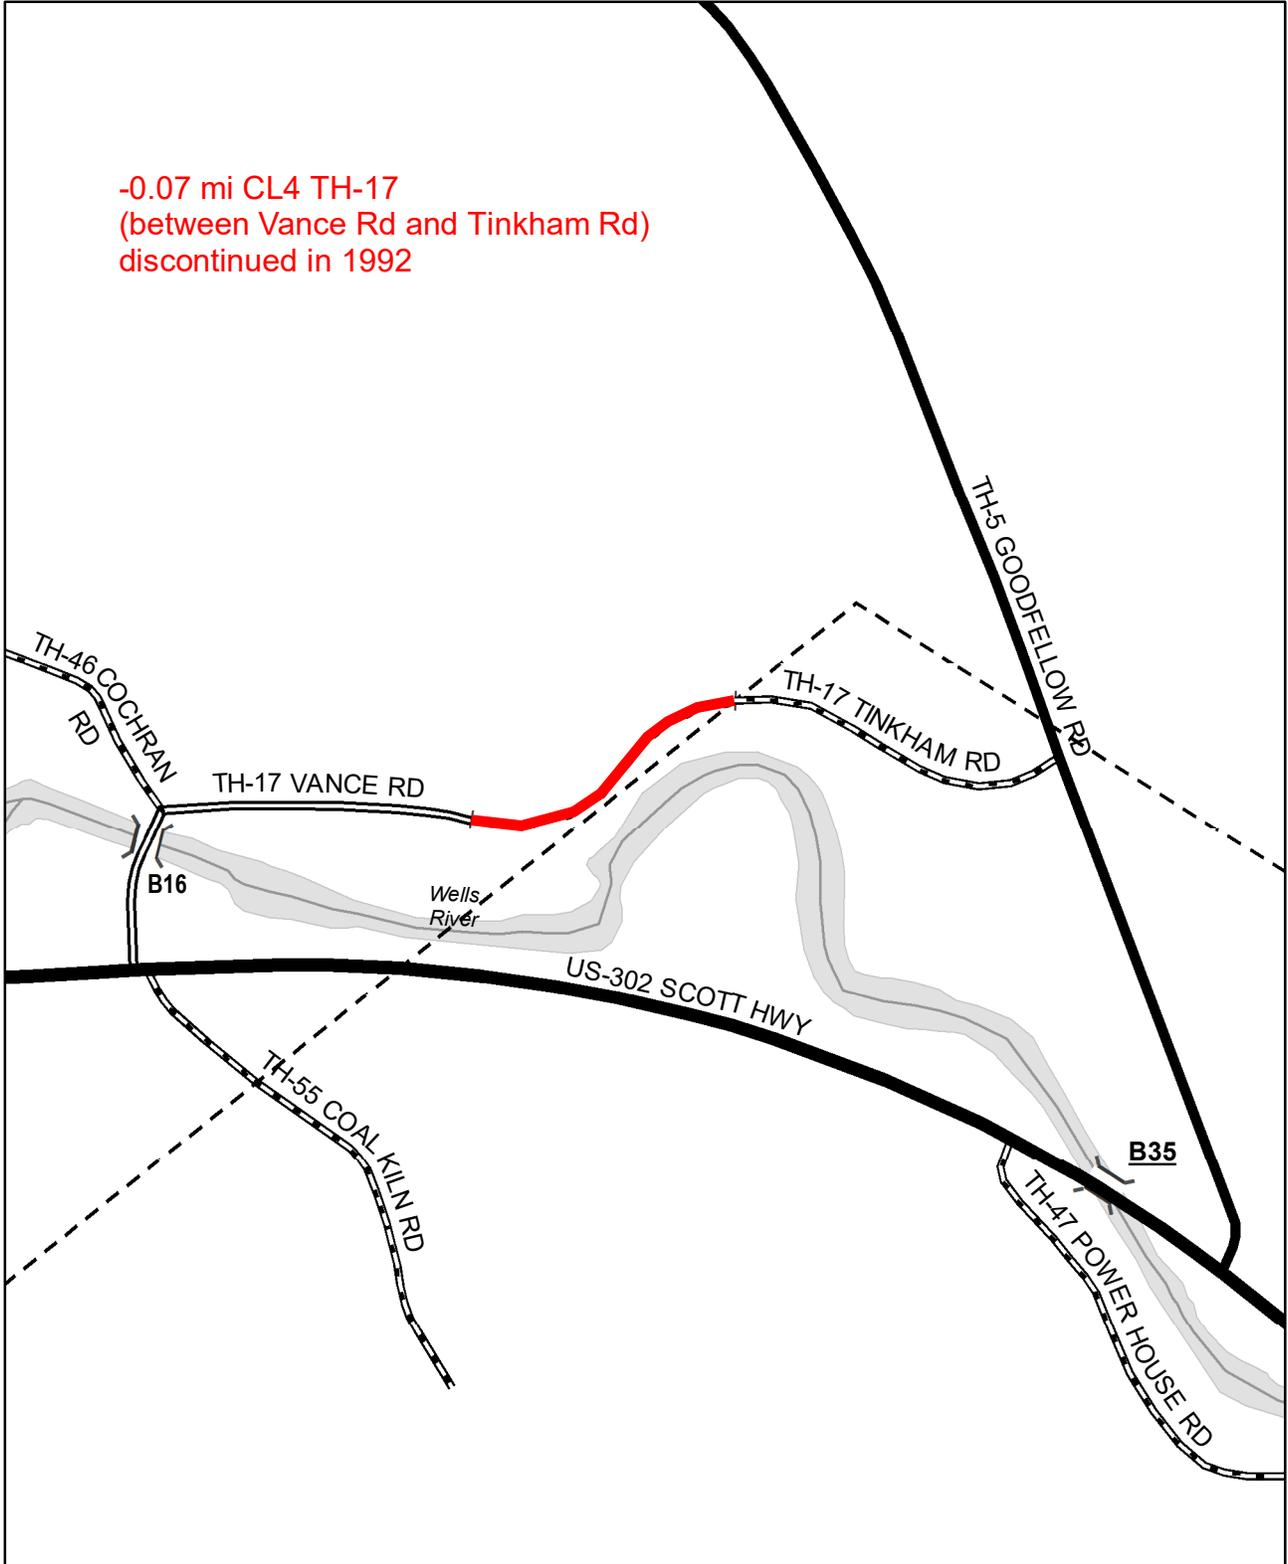 -0.07 mi CL4 TH-17
(between Vance Rd and Tinkham Rd)
discontinued in 1992
TH-5 GOODFELLOW RD
TH-46 COCHRAN
RD
TH-17 TINKHAM RD
TH-17 VANCE RD
B16
Wells
River
US-302 SCOTT HWY
TH-55 COAL KILN RD
B35
TH-47 POWER HOUSE RD